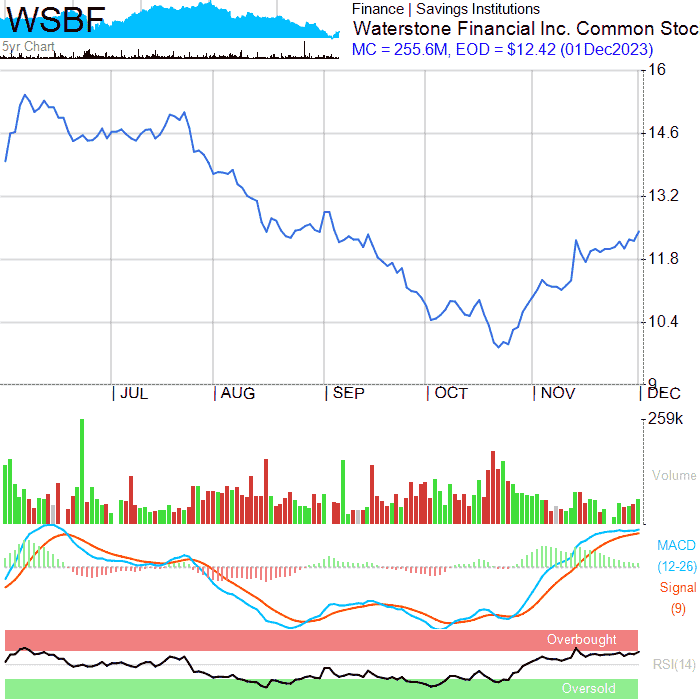 WSBF
5yr Chart
Finance | Savings Institutions
Waterstone Financial Inc. Common Stoc
MC = 255.6M, EOD = $12.42 (01Dec2023)
16
14.6
13.2
11.8
10.4
9
| JUL | AUG | SEP | OCT | NOV | DEC
259k
Volume
MACD
(12-26)
Signal
(9)
Overbought
RSI(14)
Oversold